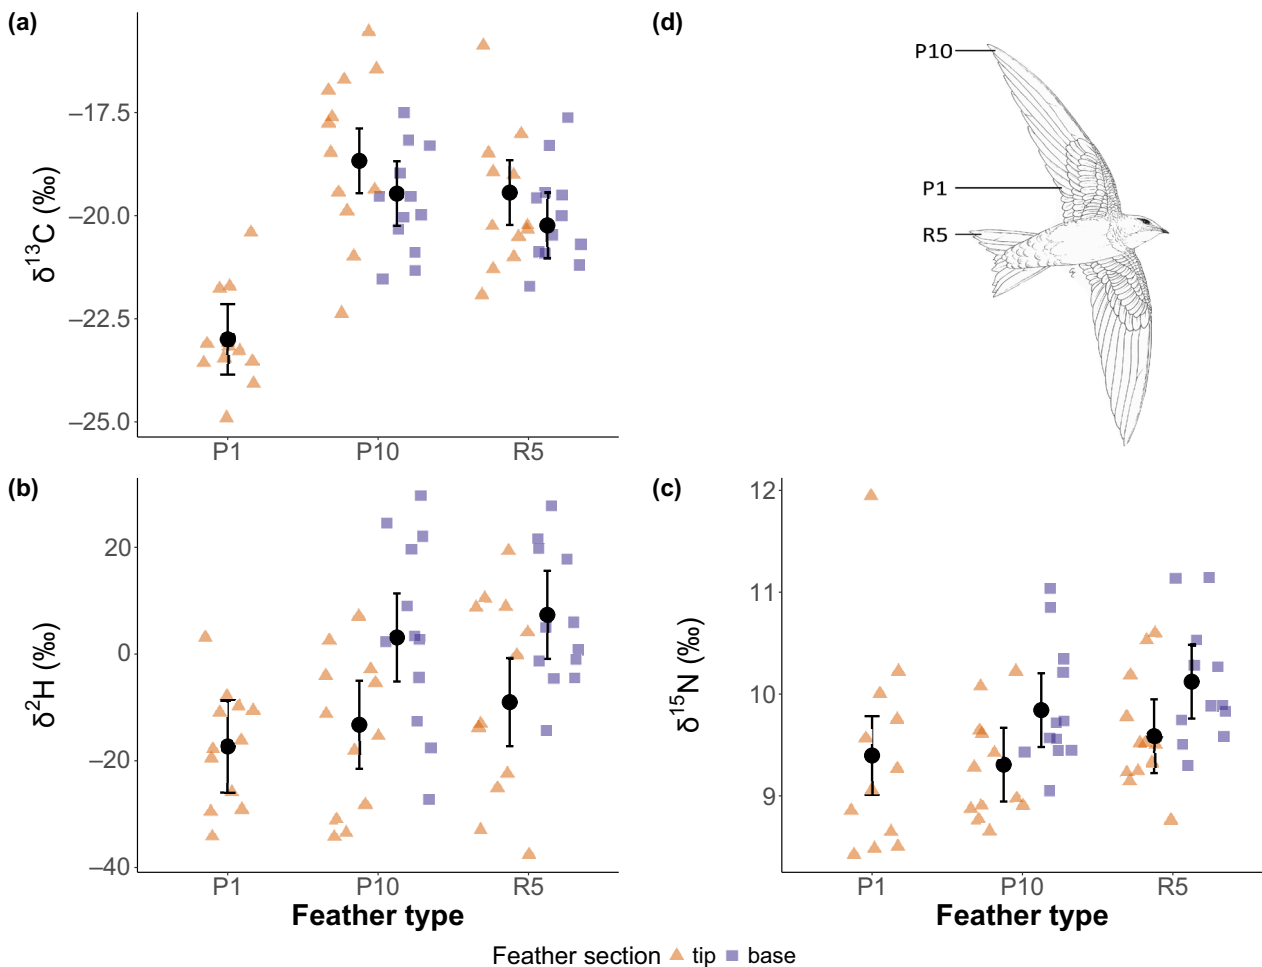 (a)
δ13C (‰)
–17.5
–20.0
–22.5
–25.0
P1 P10 R5
(d)
P10
P1
R5
(b)
δ2H (‰)
20
0
–20
–40
P1 P10 R5
Feather type
(c)
δ15N (‰)
12
11
10
9
P1 P10 R5
Feather type
Feather section tip base